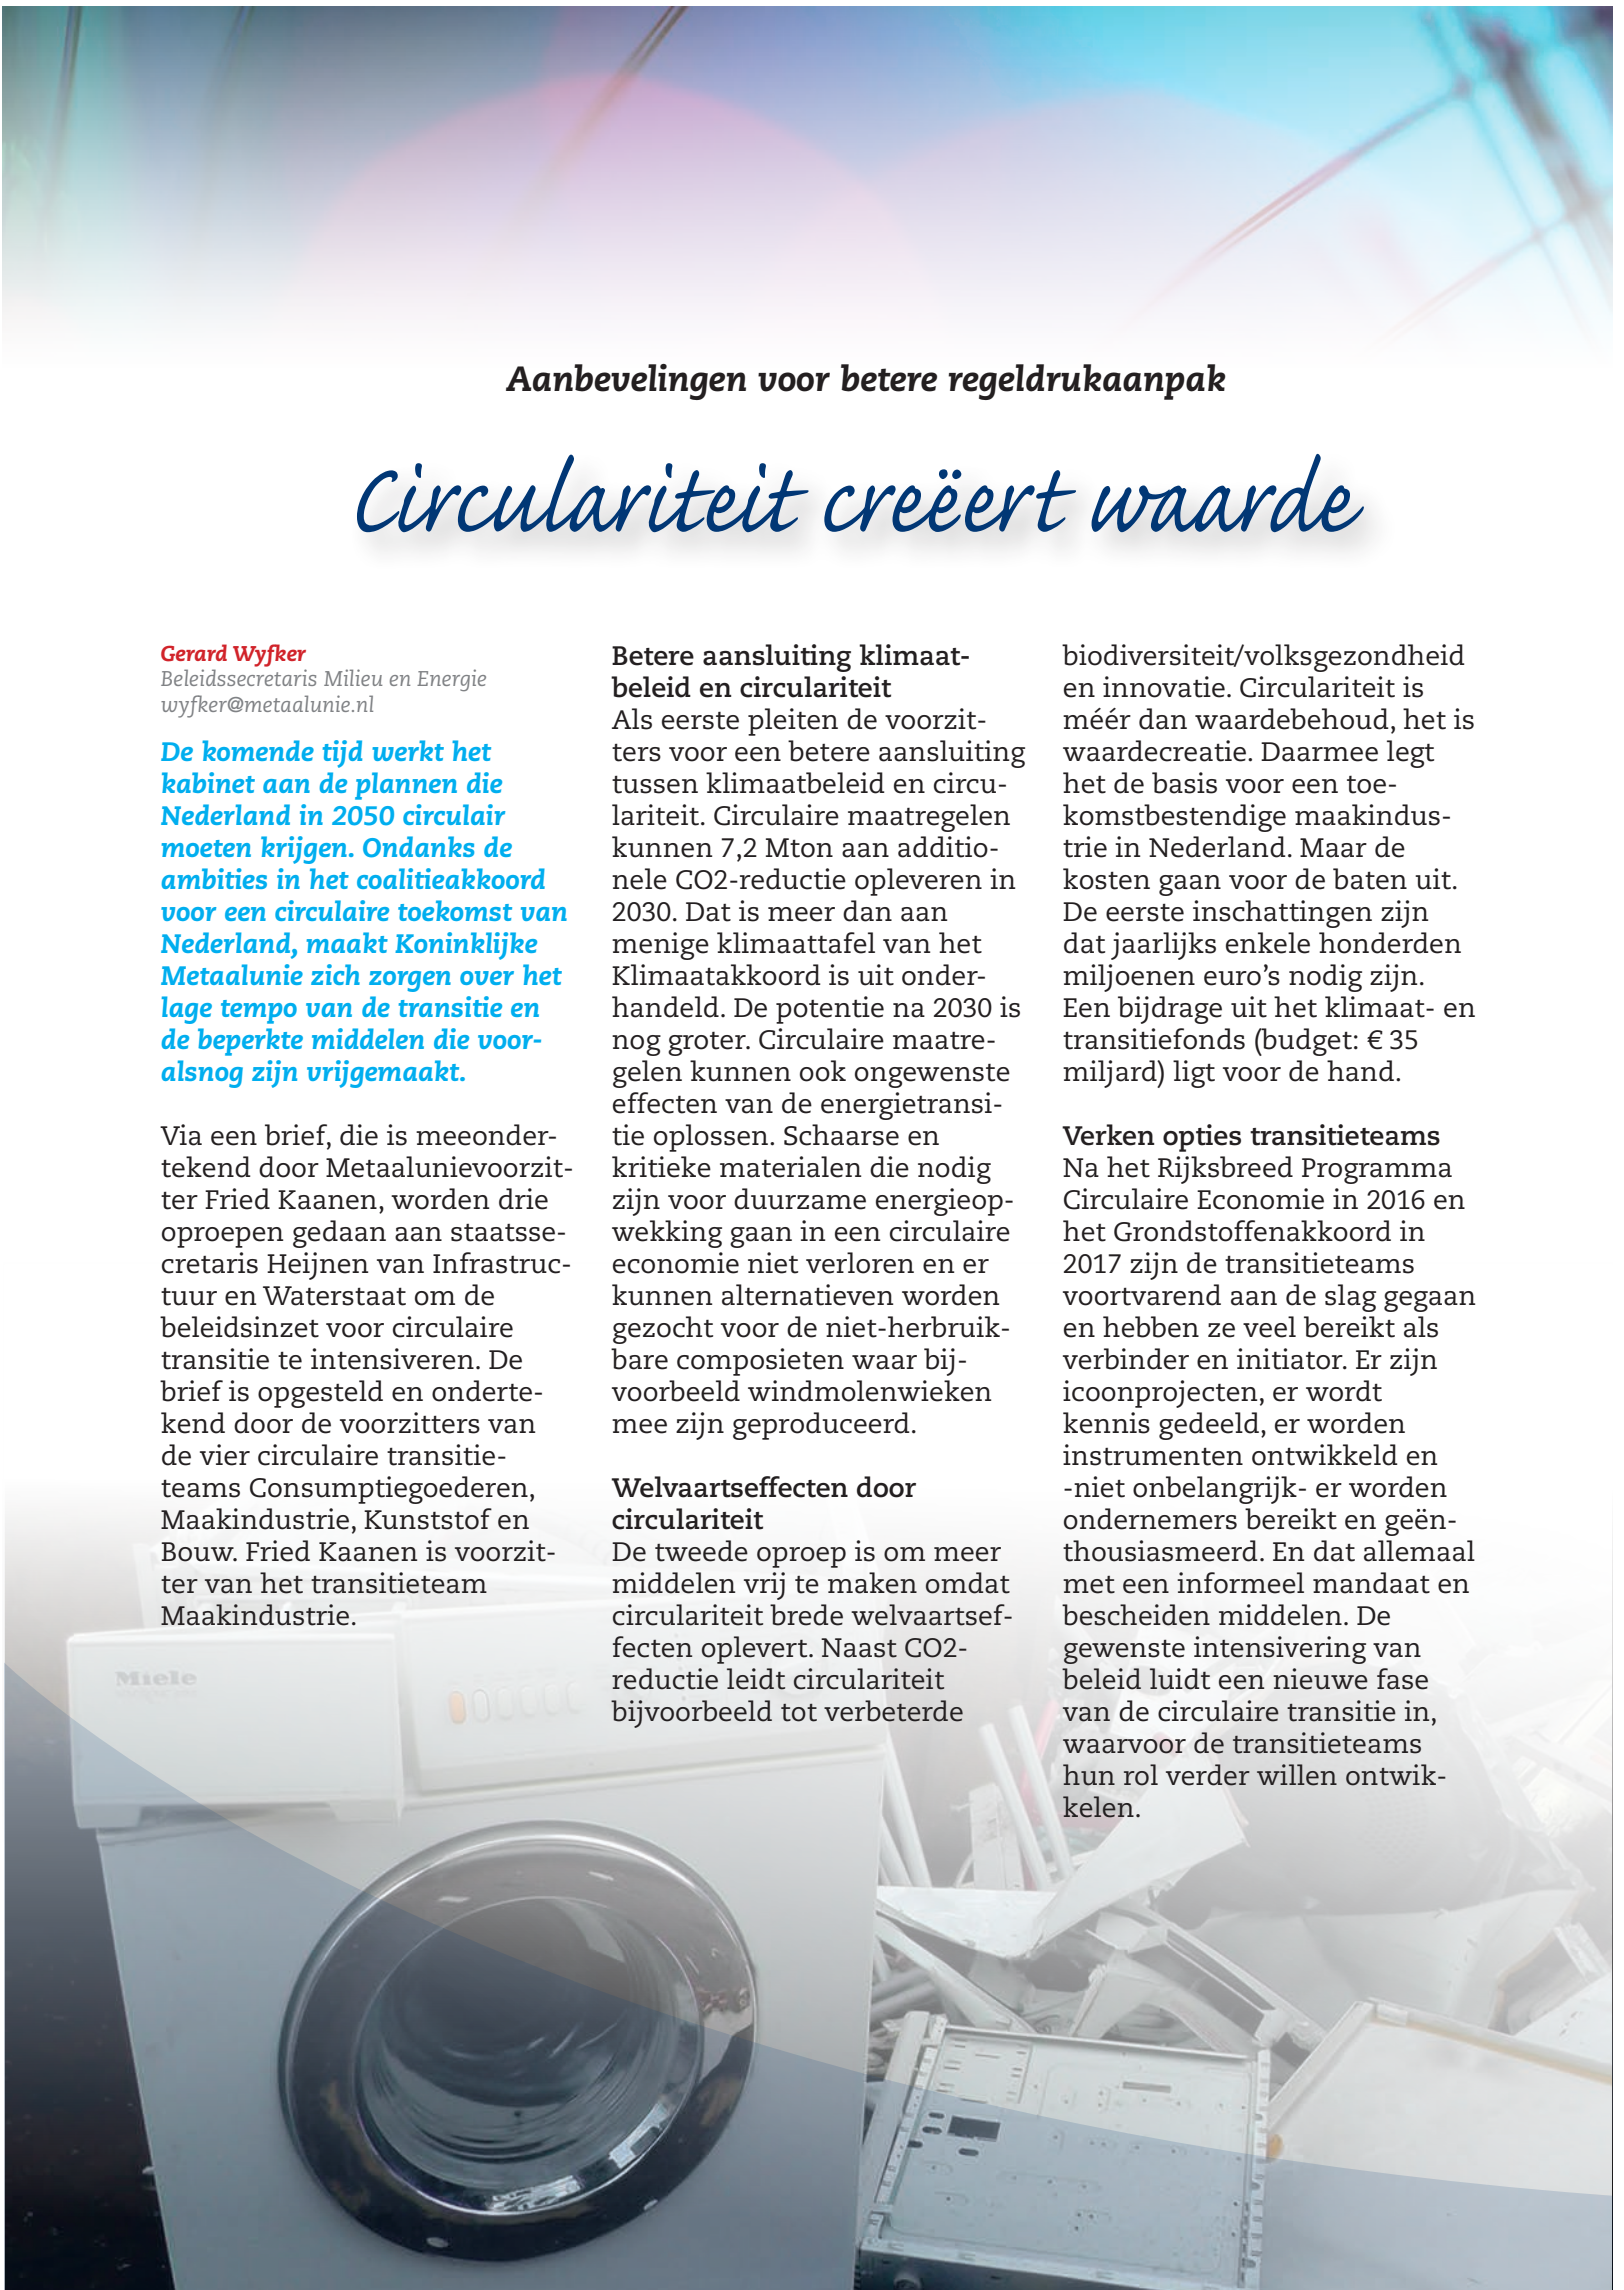 Aanbevelingen voor betere regeldrukaanpak
Circulariteit creëert waarde
Gerard Wyfker
Beleidssecretaris Milieu en Energie
wyfker@metaalunie.nl
De komende tijd werkt het
kabinet aan de plannen die
Nederland in 2050 circulair
moeten krijgen. Ondanks de
ambities in het coalitieakkoord
voor een circulaire toekomst van
Nederland, maakt Koninklijke
Metaalunie zich zorgen over het
lage tempo van de transitie en
de beperkte middelen die voor-
alsnog zijn vrijgemaakt.
Via een brief, die is meeonder-
tekend door Metaalunievoorzit-
ter Fried Kaanen, worden drie
oproepen gedaan aan staatsse-
cretaris Heijnen van Infrastruc-
tuur en Waterstaat om de
beleidsinzet voor circulaire
transitie te intensiveren. De
brief is opgesteld en onderte-
kend door de voorzitters van
de vier circulaire transitie-
teams Consumptiegoederen,
Maakindustrie, Kunststof en
Bouw. Fried Kaanen is voorzit-
ter van het transitieteam
Maakindustrie.
Betere aansluiting klimaat-
beleid en circulariteit
Als eerste pleiten de voorzit-
ters voor een betere aansluiting
tussen klimaatbeleid en circu-
lariteit. Circulaire maatregelen
kunnen 7,2 Mton aan additio-
nele CO2-reductie opleveren in
2030. Dat is meer dan aan
menige klimaattafel van het
Klimaatakkoord is uit onder-
handeld. De potentie na 2030 is
nog groter. Circulaire maatre-
gelen kunnen ook ongewenste
effecten van de energietransi-
tie oplossen. Schaarse en
kritieke materialen die nodig
zijn voor duurzame energieop-
wekking gaan in een circulaire
economie niet verloren en er
kunnen alternatieven worden
gezocht voor de niet-herbruik-
bare composieten waar bij-
voorbeeld windmolenwieken
mee zijn geproduceerd.
Welvaartseffecten door
circulariteit
De tweede oproep is om meer
middelen vrij te maken omdat
circulariteit brede welvaartsef-
fecten oplevert. Naast CO2-
reductie leidt circulariteit
bijvoorbeeld tot verbeterde
biodiversiteit/volksgezondheid
en innovatie. Circulariteit is
méér dan waardebehoud, het is
waardecreatie. Daarmee legt
het de basis voor een toe-
komstbestendige maakindus-
trie in Nederland. Maar de
kosten gaan voor de baten uit.
De eerste inschattingen zijn
dat jaarlijks enkele honderden
miljoenen euro's nodig zijn.
Een bijdrage uit het klimaat- en
transitiefonds (budget: € 35
miljard) ligt voor de hand.
Verken opties transitieteams
Na het Rijksbreed Programma
Circulaire Economie in 2016 en
het Grondstoffenakkoord in
2017 zijn de transitieteams
voortvarend aan de slag gegaan
en hebben ze veel bereikt als
verbinder en initiator. Er zijn
icoonprojecten, er wordt
kennis gedeeld, er worden
instrumenten ontwikkeld en
-niet onbelangrijk- er worden
ondernemers bereikt en geën-
thousiasmeerd. En dat allemaal
met een informeel mandaat en
bescheiden middelen. De
gewenste intensivering van
beleid luidt een nieuwe fase
van de circulaire transitie in,
waarvoor de transitieteams
hun rol verder willen ontwik-
kelen.
Miele